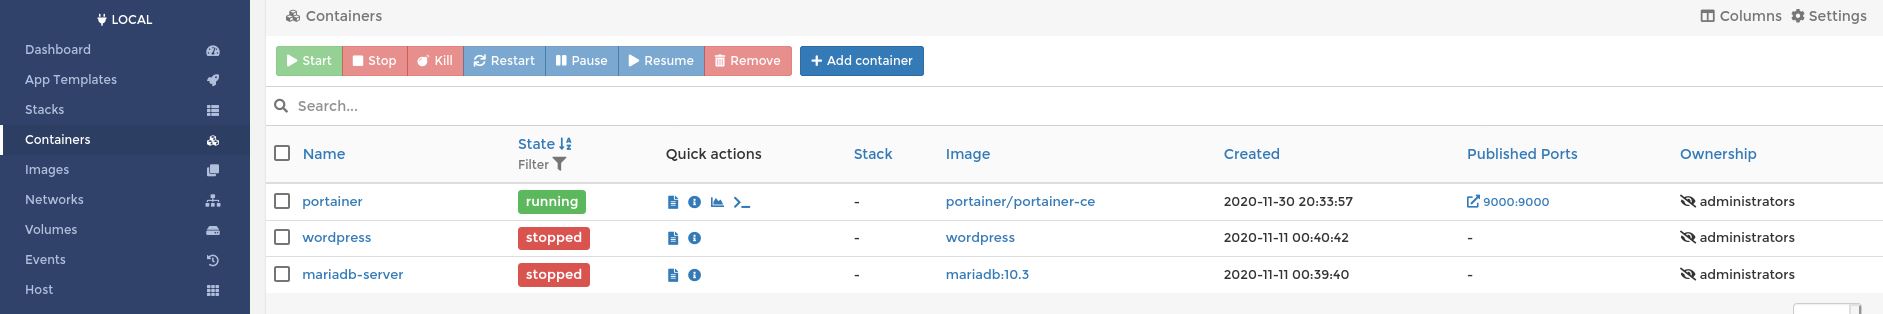 LOCAL
Dashboard
App Templates
Stacks
Containers
Images
Networks
Volumes
Events
Host
Containers
Columns Settings
Start Stop Kill Restart Pause Resume Remove Add container
Search...
Name State Filter Quick actions Stack Image Created Published Ports Ownership
portainer running - portainer/portainer-ce 2020-11-30 20:33:57 9000:9000 administrators
wordpress stopped - wordpress 2020-11-11 00:40:42 - administrators
mariadb-server stopped - mariadb:10.3 2020-11-11 00:39:40 - administrators